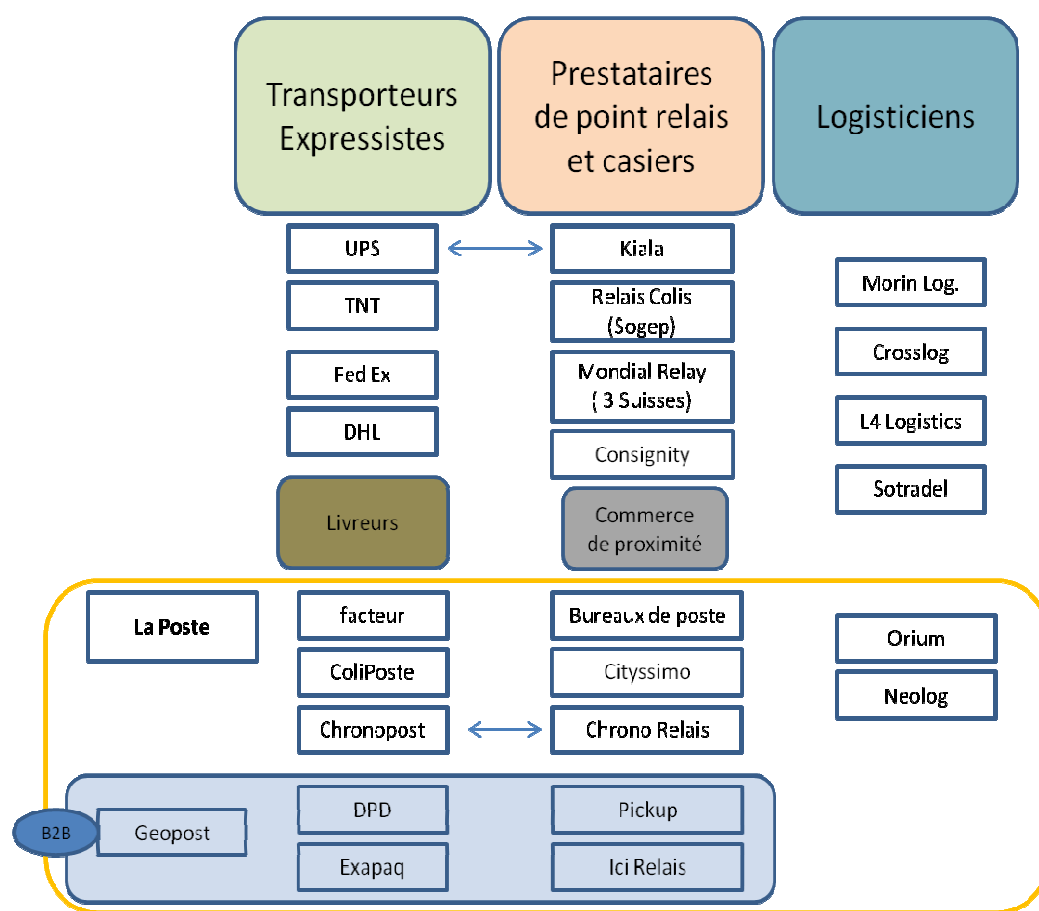 Transporteurs
Expressistes
Prestataires
de point relais
et casiers
Logisticiens
UPS
Kiala
TNT
Relais Colis
(Sogep)
Morin Log.
Crosslog
Fed Ex
Mondial Relay
( 3 Suisses)
DHL
Consignity
L4 Logistics
Sotradel
Livreurs
Commerce
de proximité
La Poste
facteur
Bureaux de poste
Orium
ColiPoste
Cityssimo
Neolog
Chronopost
Chrono Relais
B2B
Geopost
DPD
Pickup
Exapaq
Ici Relais